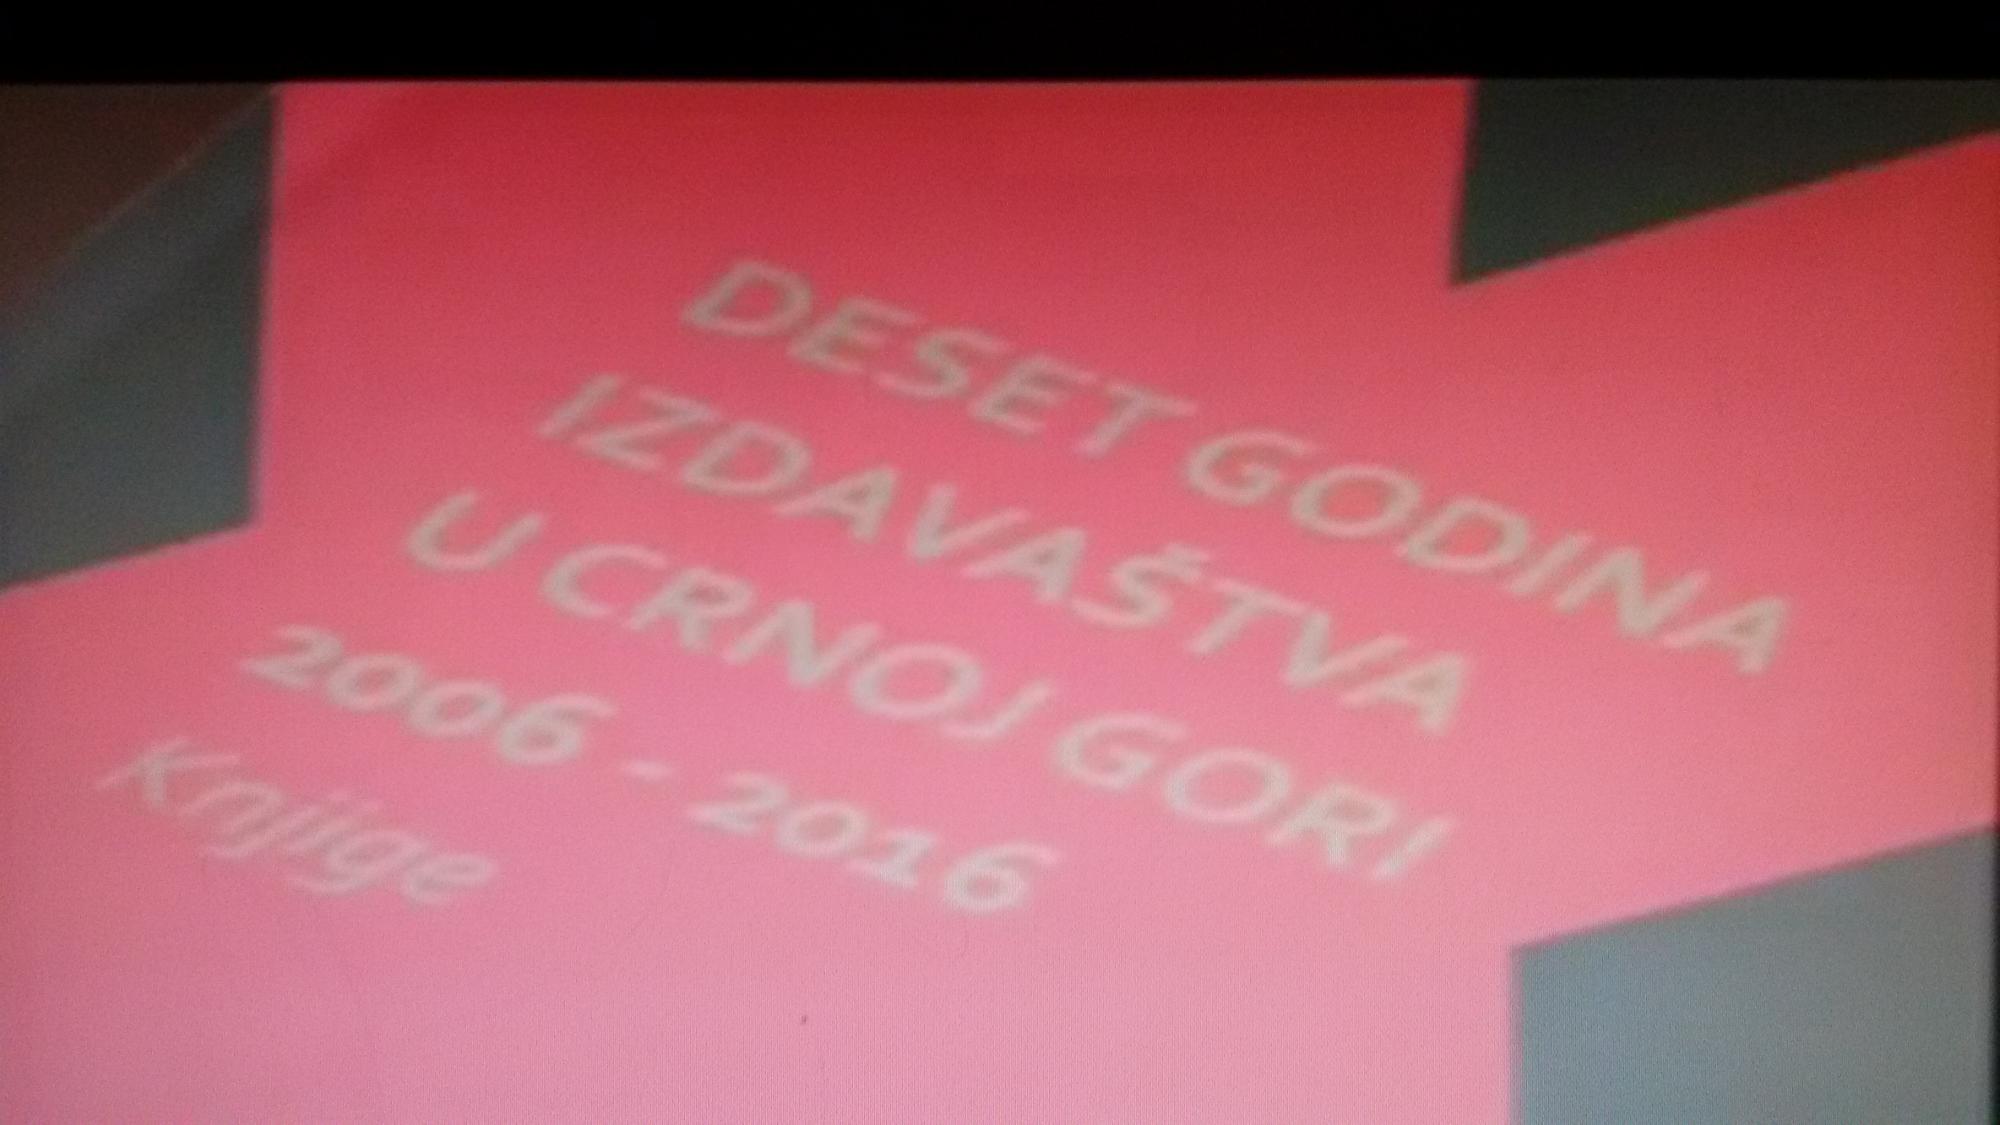 DESET GODINA
IZDAVAŠTVA
U CRNOJ GORI
2006 - 2016
Knjige